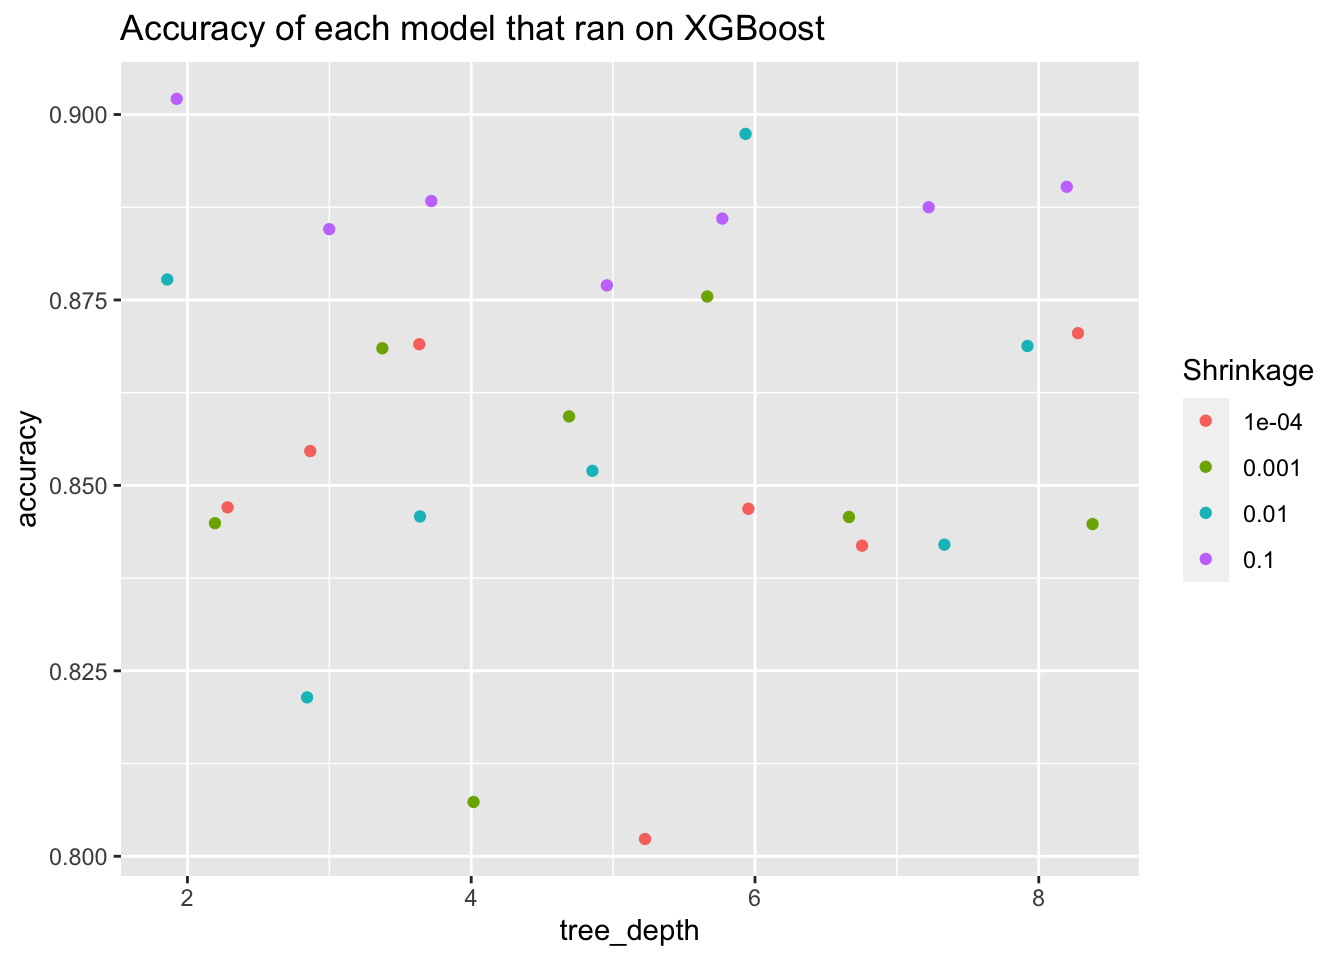 Accuracy of each model that ran on XGBoost
0.900
0.875
0.850
0.825
0.800
accuracy
2 4 6 8
tree_depth
Shrinkage
1e-04
0.001
0.01
0.1